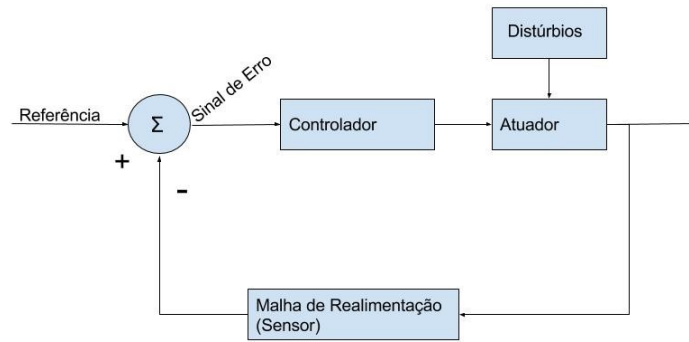 Distúrbios
Sinal de Erro
Referência
Σ
Controlador
Atuador
+
-
Malha de Realimentação
(Sensor)